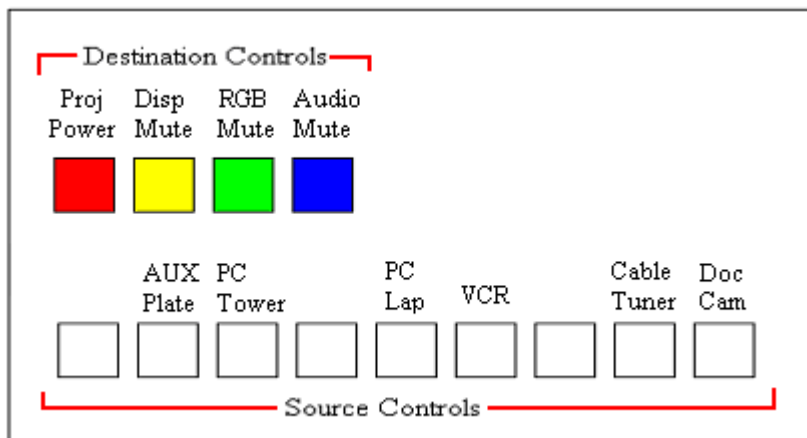 Destination Controls
Proj Disp RGB Audio
Power Mute Mute Mute
AUX PC PC Cable Doc
Plate Tower Lap VCR Tuner Cam
Source Controls